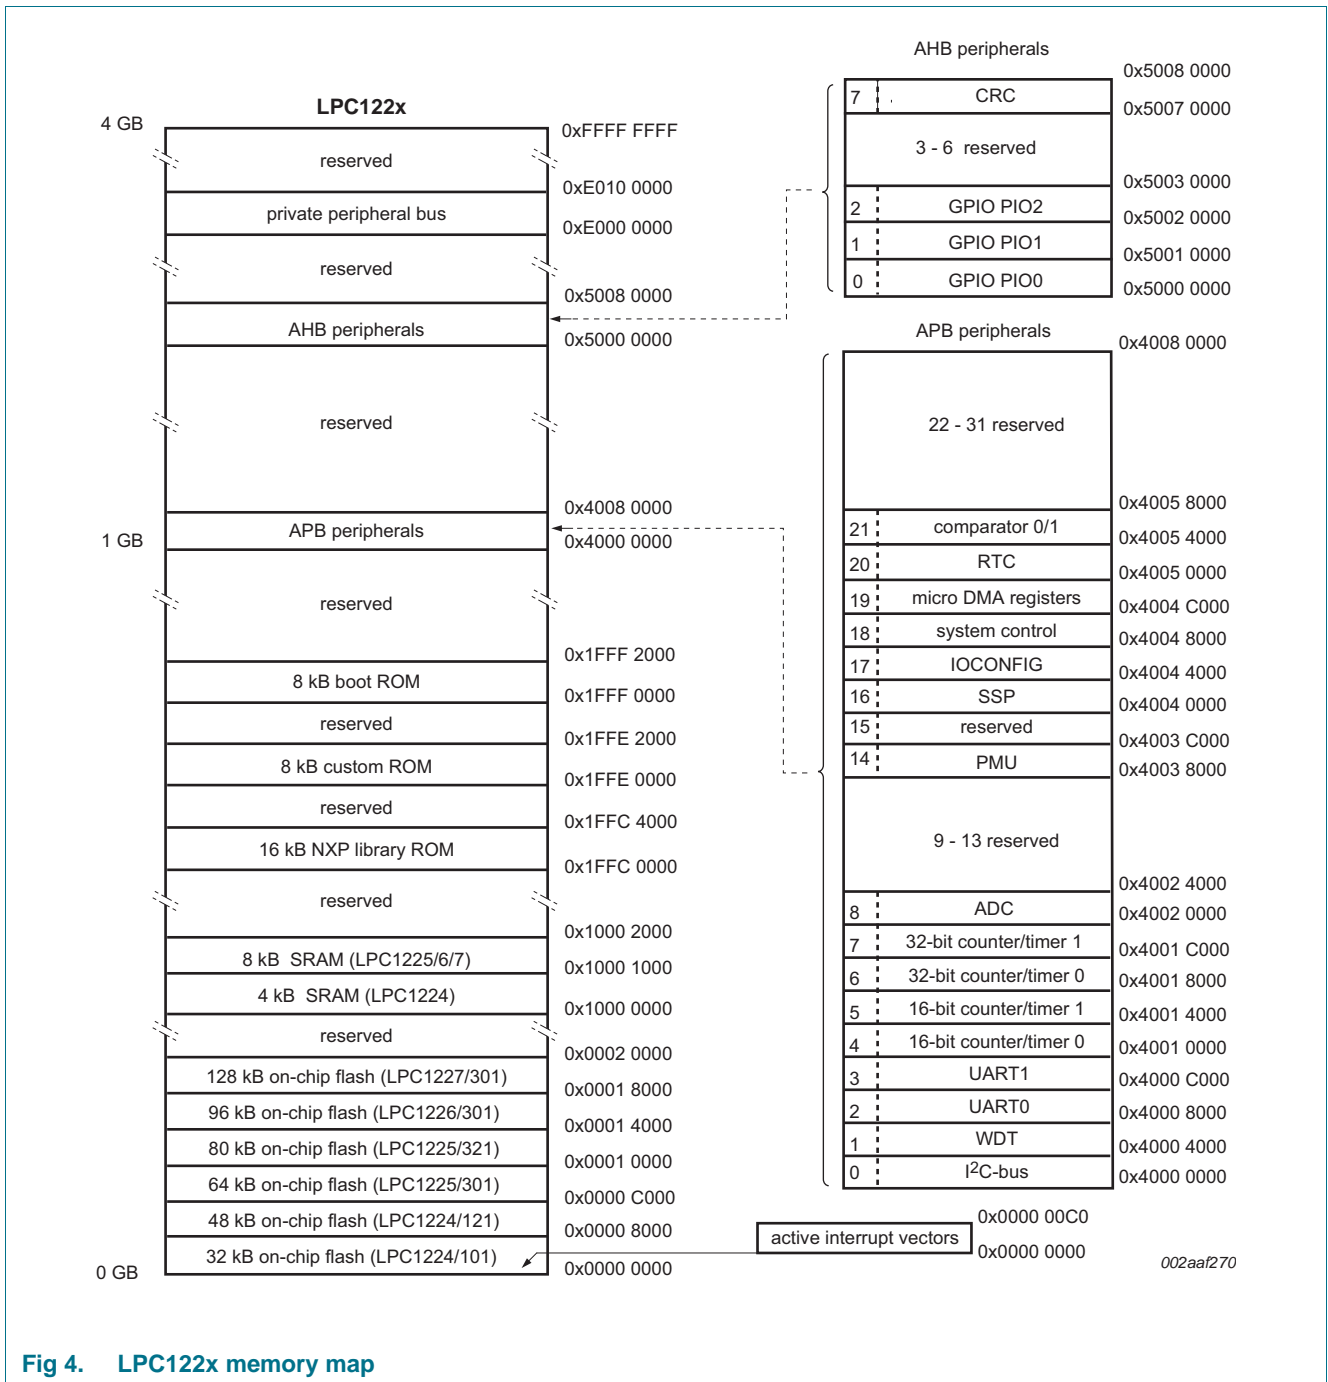 LPC122x
4 GB
0xFFFF FFFF
reserved
0xE010 0000
private peripheral bus
0xE000 0000
reserved
0x5008 0000
AHB peripherals
0x5000 0000
reserved
0x4008 0000
APB peripherals
1 GB
0x4000 0000
reserved
0x1FFF 2000
8 kB boot ROM
0x1FFF 0000
reserved
0x1FFE 2000
8 kB custom ROM
0x1FFE 0000
reserved
0x1FFC 4000
16 kB NXP library ROM
0x1FFC 0000
reserved
0x1000 2000
8 kB SRAM (LPC1225/6/7)
0x1000 1000
4 kB SRAM (LPC1224)
0x1000 0000
reserved
0x0002 0000
128 kB on-chip flash (LPC1227/301)
0x0001 8000
96 kB on-chip flash (LPC1226/301)
0x0001 4000
80 kB on-chip flash (LPC1225/321)
0x0001 0000
64 kB on-chip flash (LPC1225/301)
0x0000 C000
48 kB on-chip flash (LPC1224/121)
0x0000 8000
32 kB on-chip flash (LPC1224/101)
0 GB
0x0000 0000
AHB peripherals
0x5008 0000
7 CRC
0x5007 0000
3 - 6 reserved
0x5003 0000
2 GPIO PIO2
0x5002 0000
1 GPIO PIO1
0x5001 0000
0 GPIO PIO0
0x5000 0000
APB peripherals
0x4008 0000
22 - 31 reserved
0x4005 8000
21 comparator 0/1
0x4005 4000
20 RTC
0x4005 0000
19 micro DMA registers
0x4004 C000
18 system control
0x4004 8000
17 IOCONFIG
0x4004 4000
16 SSP
0x4004 0000
15 reserved
0x4003 C000
14 PMU
0x4003 8000
9 - 13 reserved
0x4002 4000
8 ADC
0x4002 0000
7 32-bit counter/timer 1
0x4001 C000
6 32-bit counter/timer 0
0x4001 8000
5 16-bit counter/timer 1
0x4001 4000
4 16-bit counter/timer 0
0x4001 0000
3 UART1
0x4000 C000
2 UART0
0x4000 8000
1 WDT
0x4000 4000
0 I2C-bus
0x4000 0000
0x0000 00C0
active interrupt vectors
0x0000 0000
002aaf270
Fig 4. LPC122x memory map